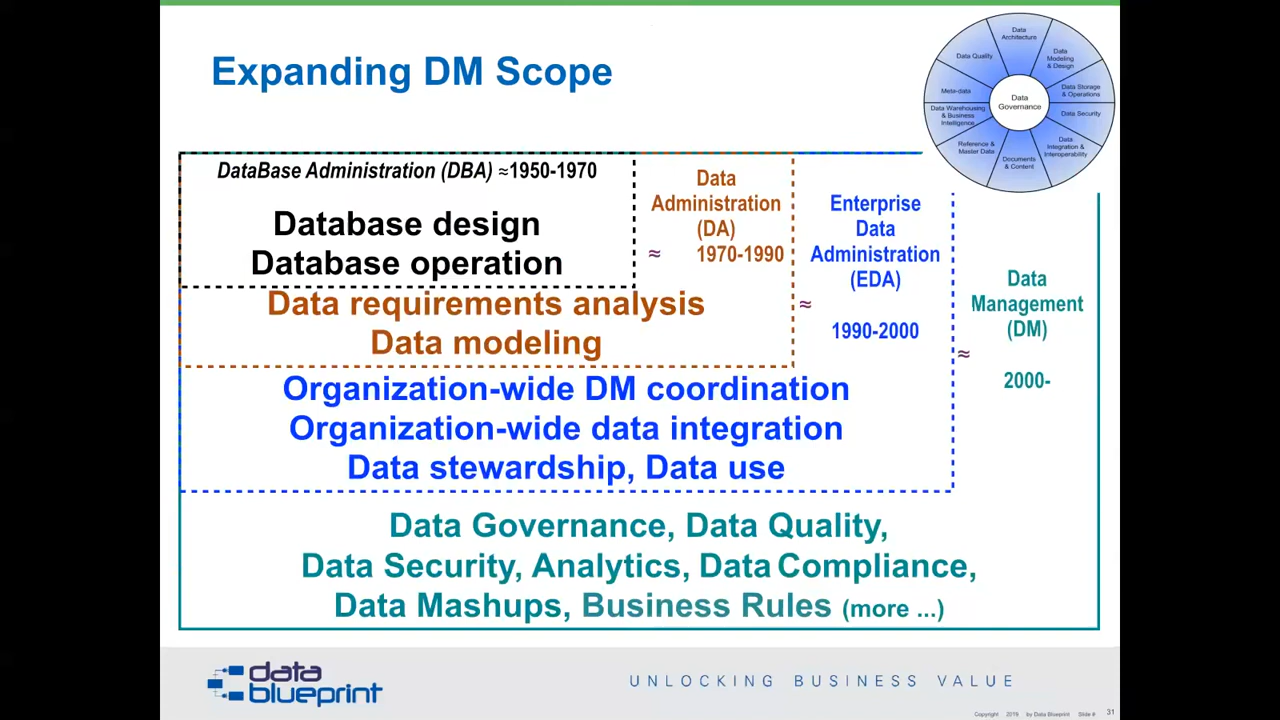 Expanding DM Scope
Data
Architecture
Data
Modeling
& Design
Data Storage
& Operations
Data Security
Data
Integration &
Interoperability
Documents
& Content
Reference &
Master Data
Data Warehousing
& Business
Intelligence
Meta-data
Data Quality
Data
Governance
DataBase Administration (DBA) ≈1950-1970
Database design
Database operation
Data
Administration
(DA)
≈ 1970-1990
Data requirements analysis
Data modeling
Enterprise
Data
Administration
(EDA)
≈
1990-2000
Organization-wide DM coordination
Organization-wide data integration
Data stewardship, Data use
Data
Management
(DM)
≈
2000-
Data Governance, Data Quality,
Data Security, Analytics, Data Compliance,
Data Mashups, Business Rules (more ...)
data
blueprint
UNLOCKING BUSINESS VALUE
Copyright 2019 by Data Blueprint Slide # 31